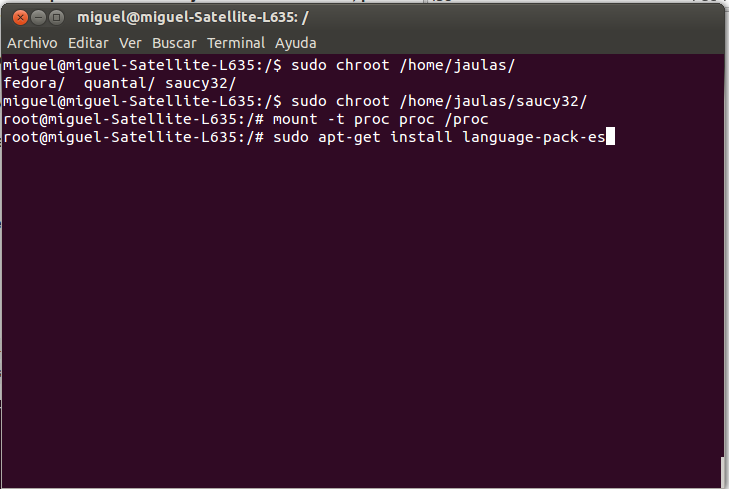 miguel@miguel-Satellite-L635: /
Archivo Editar Ver Buscar Terminal Ayuda
miguel@miguel-Satellite-L635:/$ sudo chroot /home/jaulas/
fedora/  quantal/ saucy32/
miguel@miguel-Satellite-L635:/$ sudo chroot /home/jaulas/saucy32/
root@miguel-Satellite-L635:/# mount -t proc proc /proc
root@miguel-Satellite-L635:/# sudo apt-get install language-pack-es